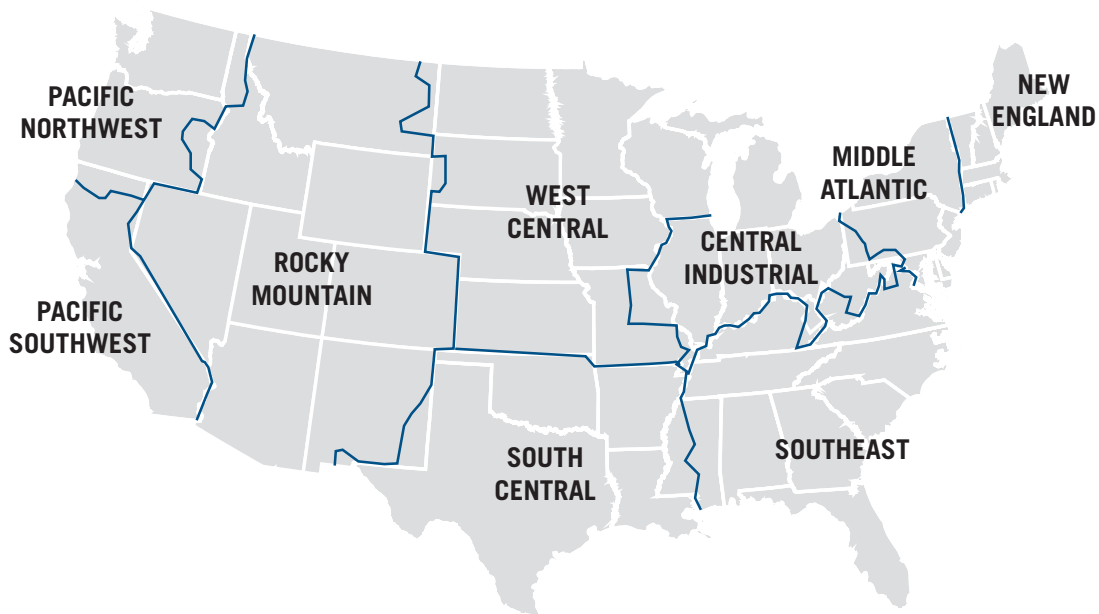 PACIFIC
NORTHWEST
PACIFIC
SOUTHWEST
ROCKY
MOUNTAIN
WEST
CENTRAL
SOUTH
CENTRAL
CENTRAL
INDUSTRIAL
MIDDLE
ATLANTIC
NEW
ENGLAND
SOUTHEAST